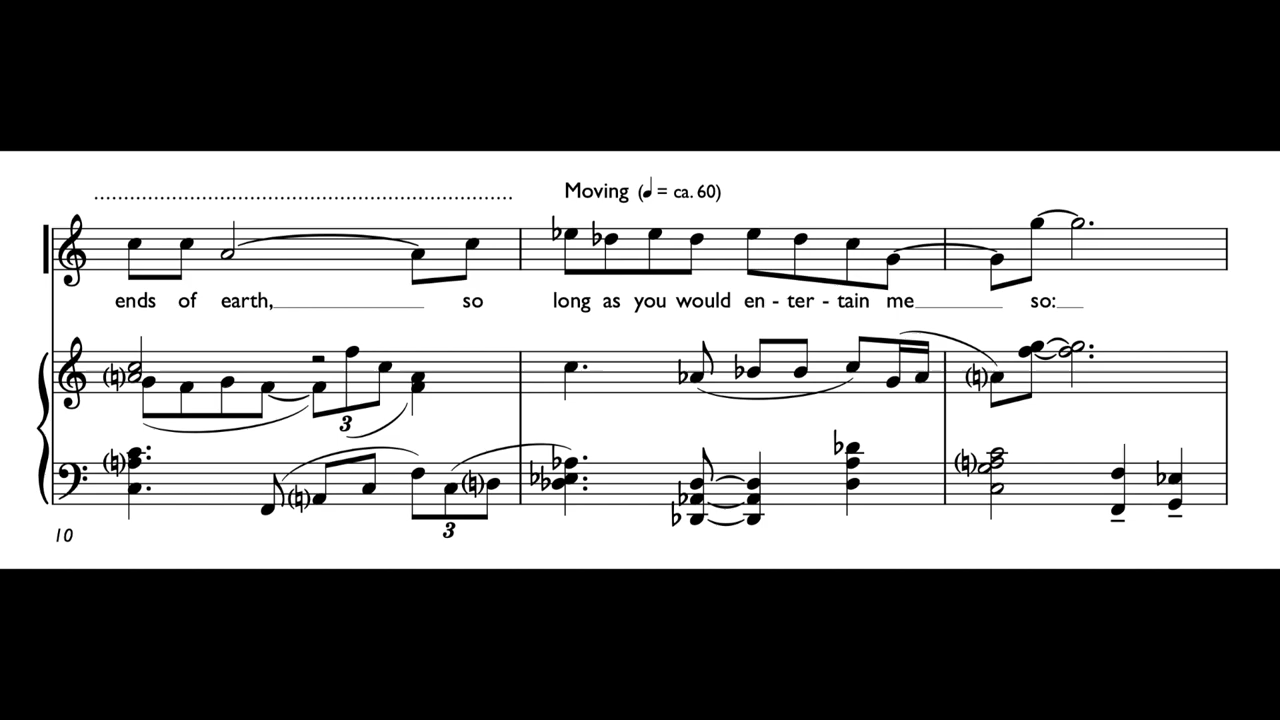 Moving (♩ = ca. 60)
ends of earth, so long as you would en - ter - tain me so:
3
3
10